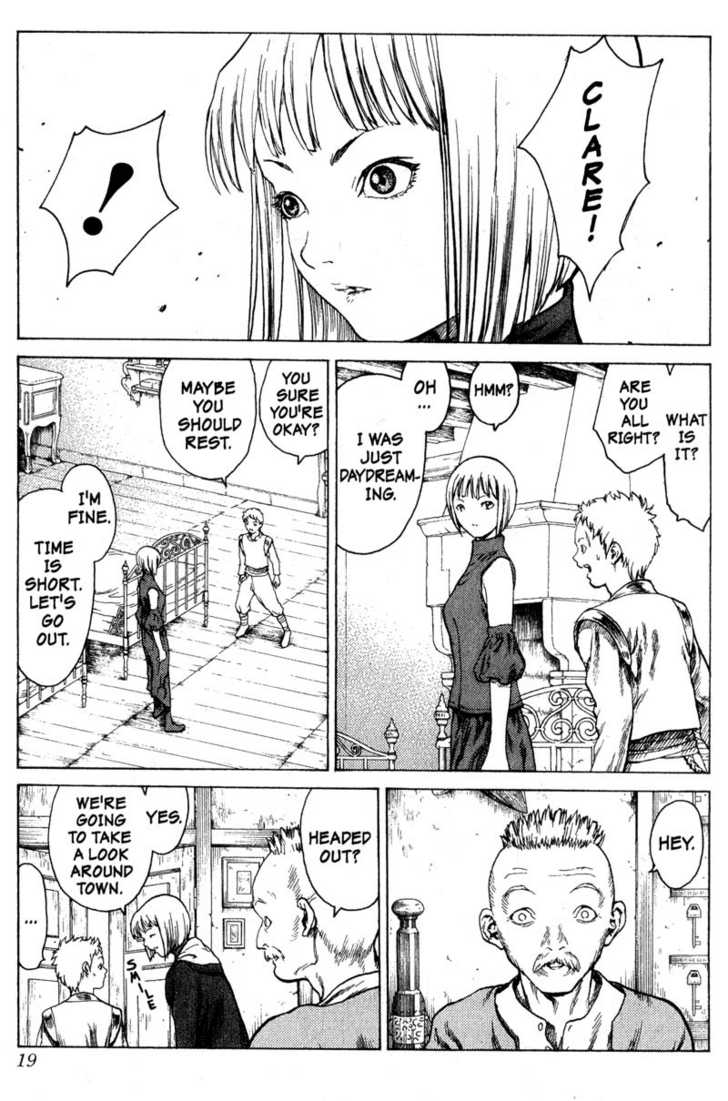 CLARE!
!
WHAT
IS
IT?
ARE
YOU
ALL
RIGHT?
HMM?
OH
...
I WAS
JUST
DAYDREAM-
ING.
YOU
SURE
YOU'RE
OKAY?
MAYBE
YOU
SHOULD
REST.
I'M
FINE.
TIME
IS
SHORT.
LET'S
GO
OUT.
HEY.
HEADED
OUT?
YES.
WE'RE
GOING
TO TAKE
A LOOK
AROUND
TOWN.
SMILE
...
19